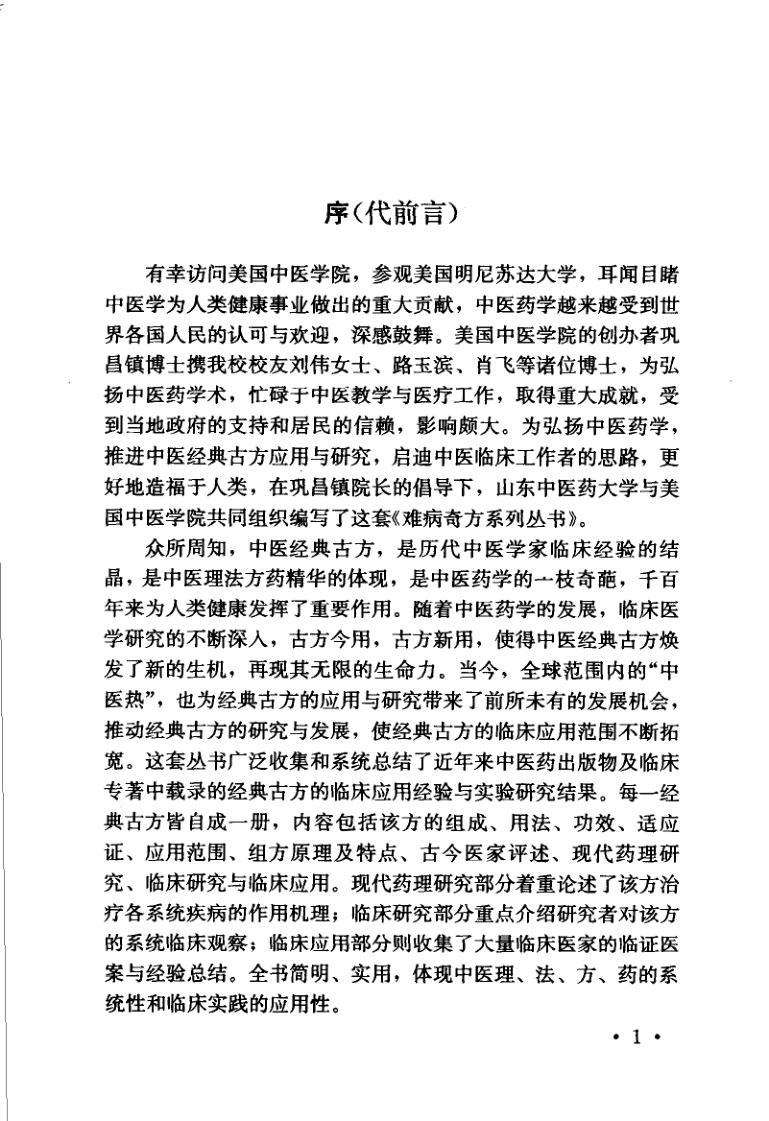 序(代前言)
有幸访问美国中医学院，参观美国明尼苏达大学，耳闻目睹
中医学为人类健康事业做出的重大贡献，中医药学越来越受到世
界各国人民的认可与欢迎，深感鼓舞。美国中医学院的创办者巩
昌镇博士携我校校友刘伟女士、路玉滨、肖飞等诸位博士，为弘
扬中医药学术，忙碌于中医教学与医疗工作，取得重大成就，受
到当地政府的支持和居民的信赖，影响颇大。为弘扬中医药学，
推进中医经典古方应用与研究，启迪中医临床工作者的思路，更
好地造福于人类，在巩昌镇院长的倡导下，山东中医药大学与美
国中医学院共同组织编写了这套《难病奇方系列丛书》。
众所周知，中医经典古方，是历代中医学家临床经验的结
晶，是中医理法方药精华的体现，是中医药学的一枝奇葩，千百
年来为人类健康发挥了重要作用。随着中医药学的发展，临床医
学研究的不断深入，古方今用，古方新用，使得中医经典古方焕
发了新的生机，再现其无限的生命力。当今，全球范围内的“中
医热”，也为经典古方的应用与研究带来了前所未有的发展机会，
推动经典古方的研究与发展，使经典古方的临床应用范围不断拓
宽。这套丛书广泛收集和系统总结了近年来中医药出版物及临床
专著中载录的经典古方的临床应用经验与实验研究结果。每一经
典古方皆自成一册，内容包括该方的组成、用法、功效、适应
证、应用范围、组方原理及特点、古今医家评述、现代药理研
究、临床研究与临床应用。现代药理研究部分着重论述了该方治
疗各系统疾病的作用机理；临床研究部分重点介绍研究者对该方
的系统临床观察；临床应用部分则收集了大量临床医家的临证医
案与经验总结。全书简明、实用，体现中医理、法、方、药的系
统性和临床实践的应用性。
· 1 ·